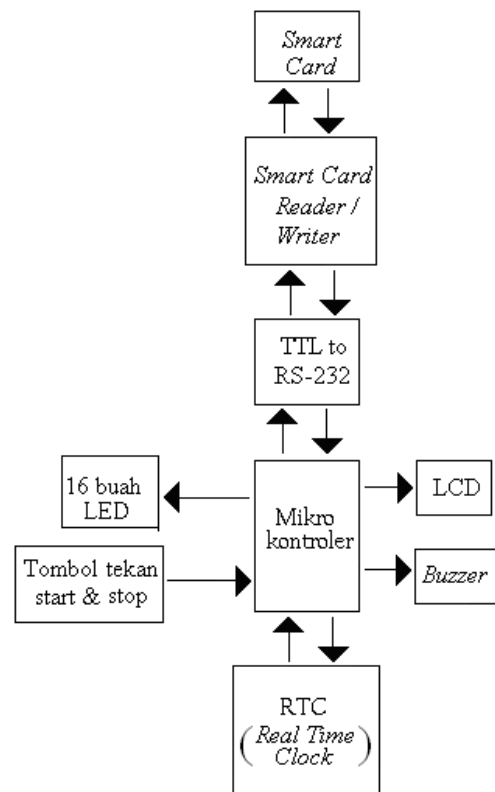 Smart
Card
Smart Card
Reader /
Writer
TTL to
RS-232
16 buah
LED
Mikro
kontroler
LCD
Tombol tekan
start & stop
Buzzer
RTC
(Real Time
Clock)